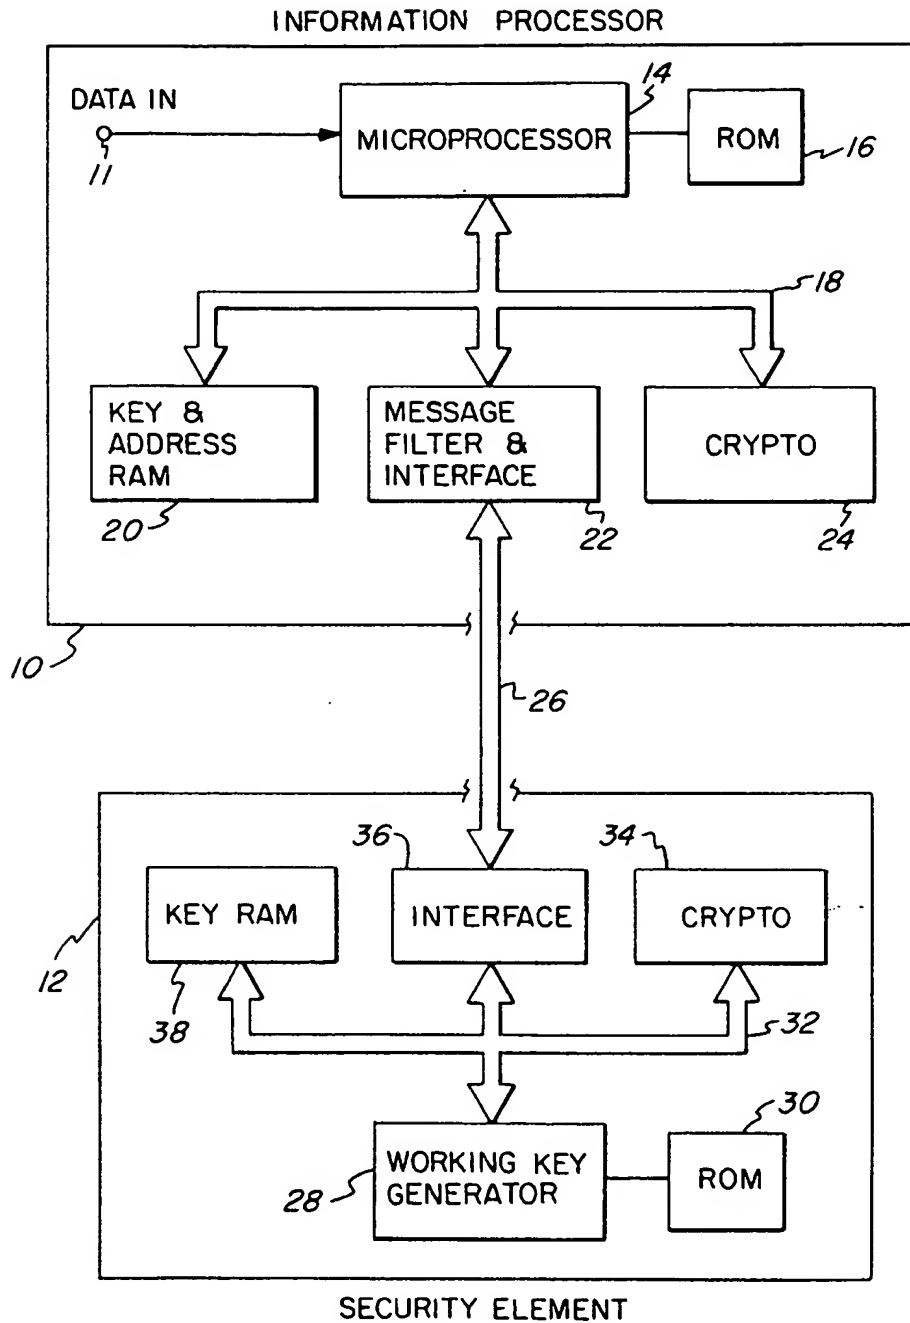 INFORMATION PROCESSOR
DATA IN
11
MICROPROCESSOR
14
ROM
16
18
KEY &
ADDRESS
RAM
20
MESSAGE
FILTER &
INTERFACE
22
CRYPTO
24
10
26
12
KEY RAM
38
36
INTERFACE
34
CRYPTO
32
28
WORKING KEY
GENERATOR
30
ROM
SECURITY ELEMENT